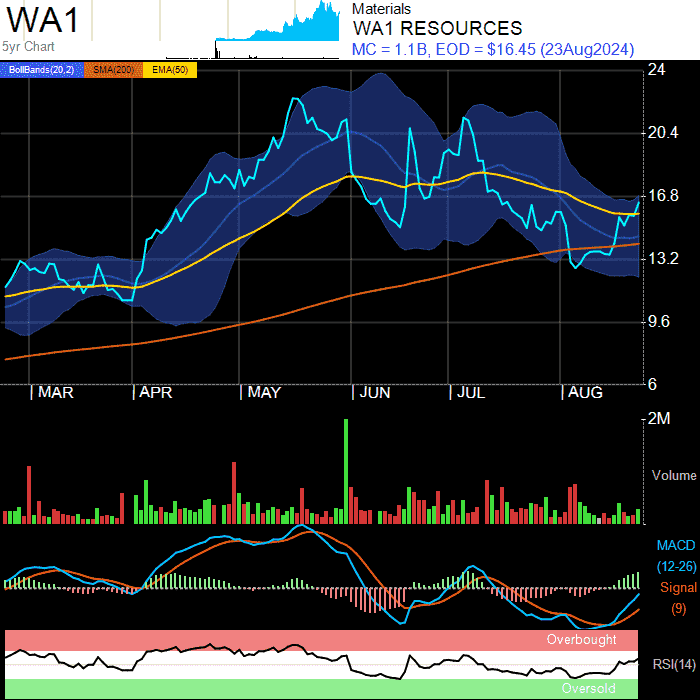 WA1
5yr Chart
Materials
WA1 RESOURCES
MC = 1.1B, EOD = $16.45 (23Aug2024)
BollBands(20,2) SMA(200) EMA(50)
24
20.4
16.8
13.2
9.6
6
MAR APR MAY JUN JUL AUG
2M
Volume
MACD
(12-26)
Signal
(9)
Overbought
RSI(14)
Oversold